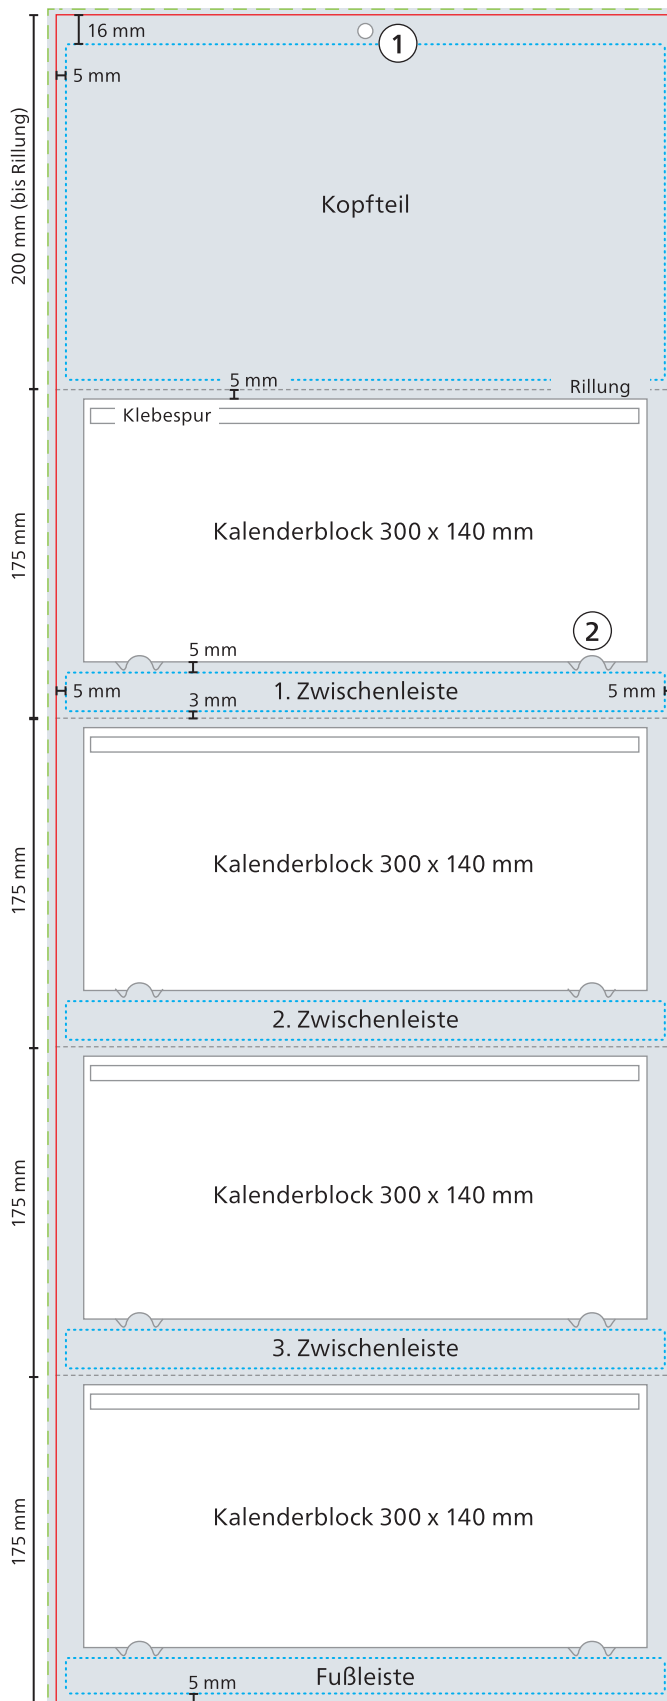 16 mm
1
5 mm
200 mm (bis Rillung)
Kopfteil
5 mm
Rillung
Klebespur
175 mm
Kalenderblock 300 x 140 mm
2
5 mm
5 mm
1. Zwischenleiste
5 mm
3 mm
175 mm
Kalenderblock 300 x 140 mm
2. Zwischenleiste
175 mm
Kalenderblock 300 x 140 mm
3. Zwischenleiste
175 mm
Kalenderblock 300 x 140 mm
Fußleiste
5 mm